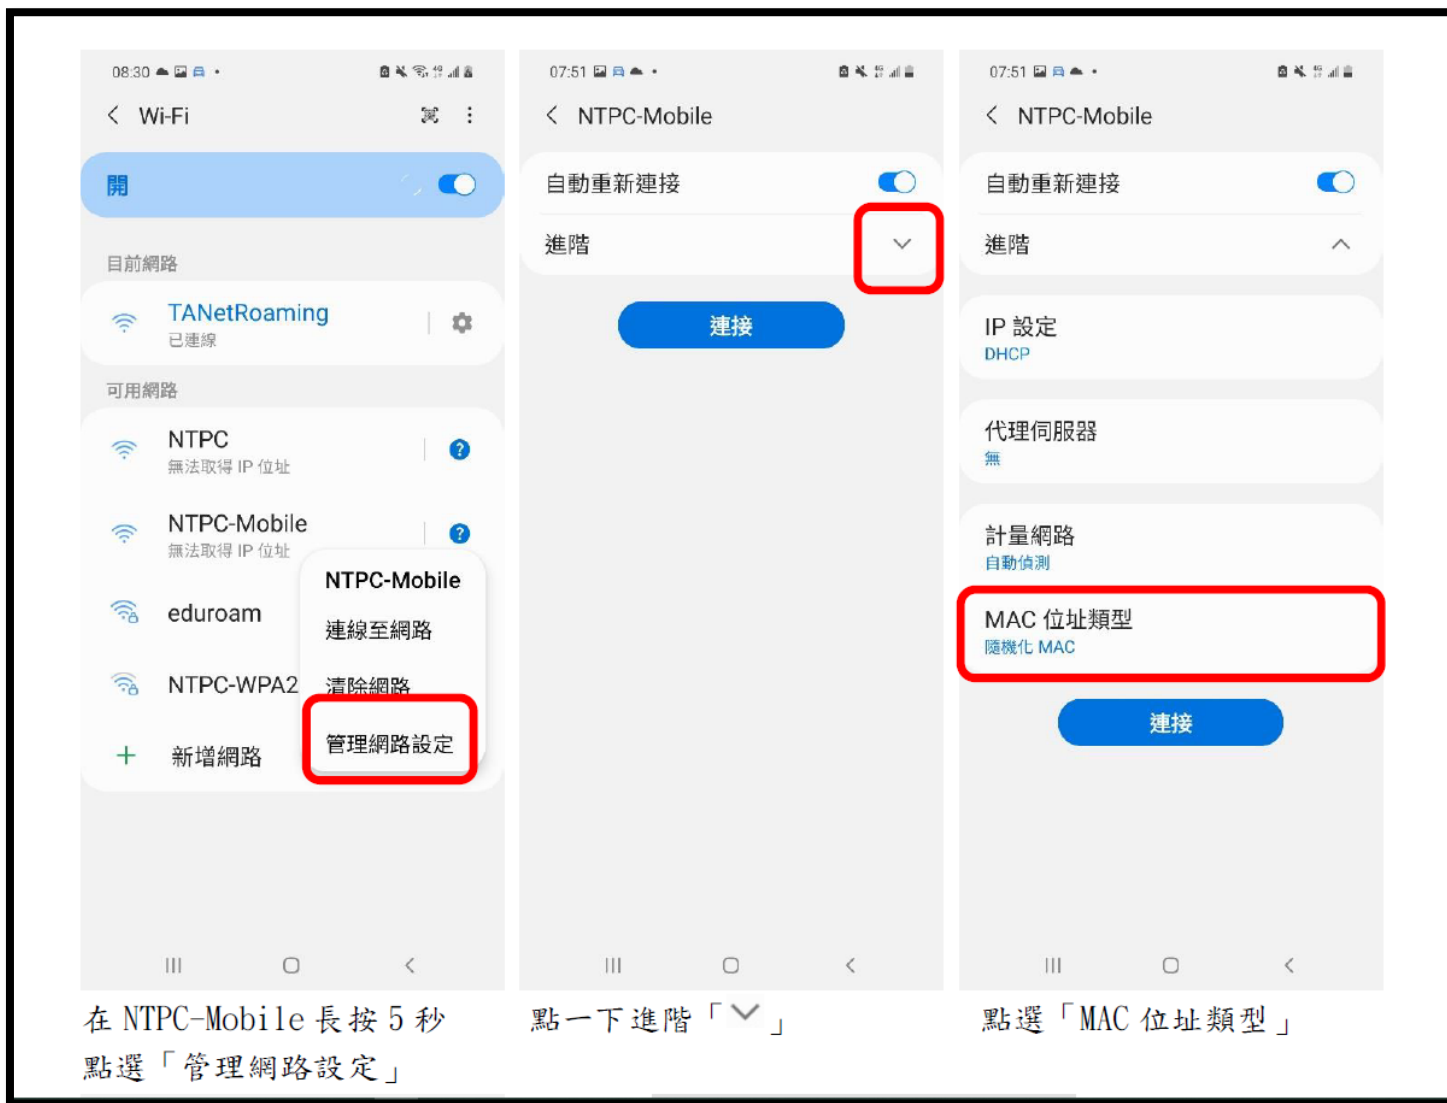 08:30
Wi-Fi
開
目前網路
TANetRoaming
已連線
可用網路
NTPC
無法取得 IP 位址
NTPC-Mobile
無法取得 IP 位址
eduroam
NTPC-WPA2
新增網路
NTPC-Mobile
連線至網路
清除網路
管理網路設定
在 NTPC-Mobile 長按 5 秒
點選「管理網路設定」
07:51
NTPC-Mobile
自動重新連接
進階
連接
點一下進階「﹀」
07:51
NTPC-Mobile
自動重新連接
進階
IP 設定
DHCP
代理伺服器
無
計量網路
自動偵測
MAC 位址類型
隨機化 MAC
連接
點選「MAC 位址類型」